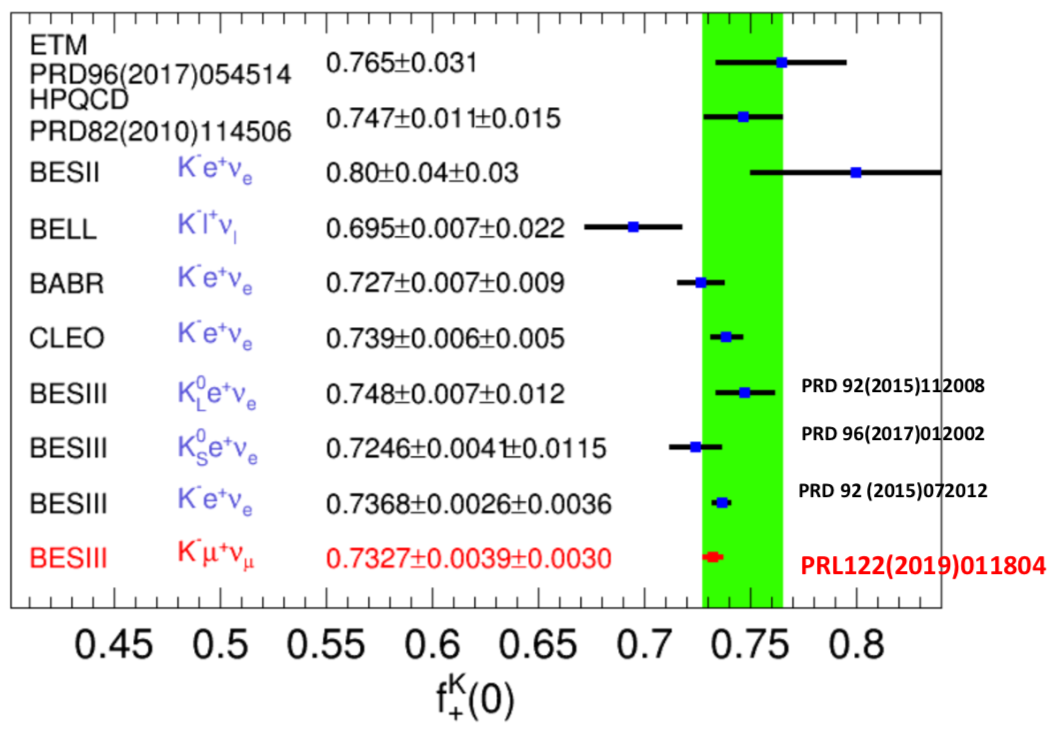 ETM
PRD96(2017)054514 0.765±0.031
HPQCD
PRD82(2010)114506 0.747±0.011±0.015
BESII K⁻e⁺νₑ 0.80±0.04±0.03
BELL K⁻l⁺νₗ 0.695±0.007±0.022
BABR K⁻e⁺νₑ 0.727±0.007±0.009
CLEO K⁻e⁺νₑ 0.739±0.006±0.005
BESIII K_L⁰e⁺νₑ 0.748±0.007±0.012 PRD 92(2015)112008
BESIII K_S⁰e⁺νₑ 0.7246±0.0041±0.0115 PRD 96(2017)012002
BESIII K⁻e⁺νₑ 0.7368±0.0026±0.0036 PRD 92 (2015)072012
BESIII K⁻μ⁺ν_μ 0.7327±0.0039±0.0030 PRL122(2019)011804
0.45 0.5 0.55 0.6 0.65 0.7 0.75 0.8
f₊ᴷ(0)